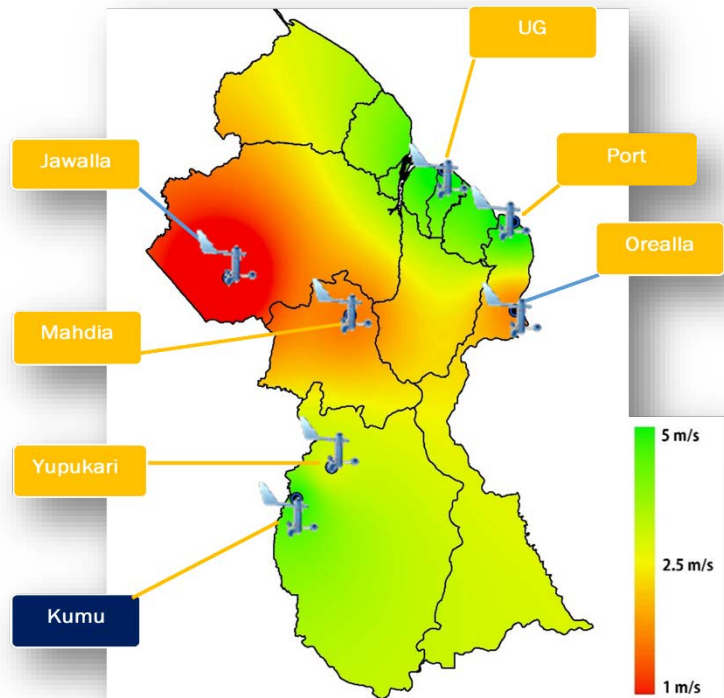 UG
Jawalla
Port
Orealla
Mahdia
Yupukari
Kumu
5 m/s
2.5 m/s
1 m/s